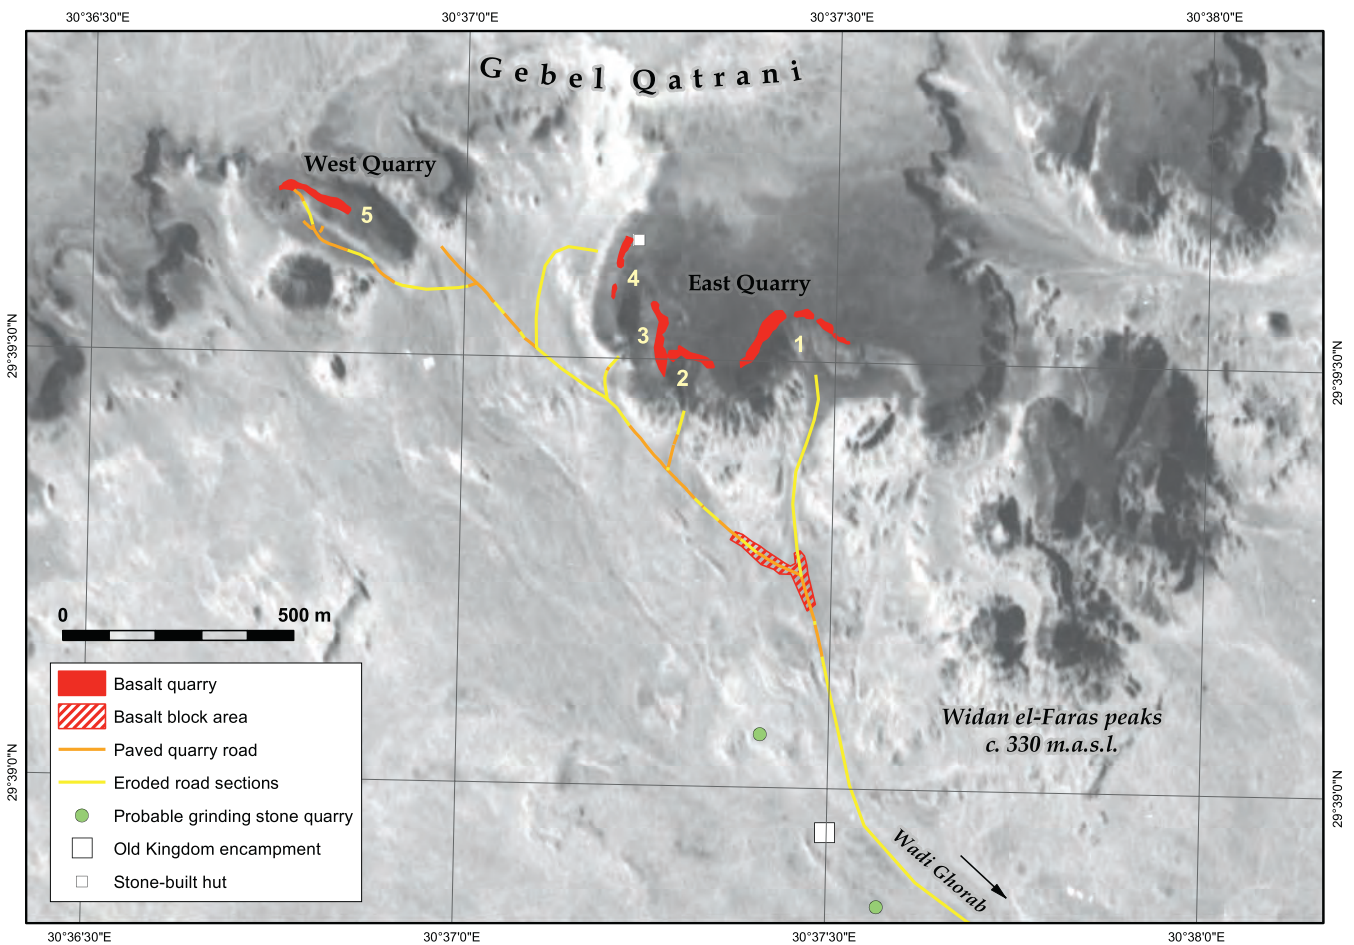 30°36'30"E 30°37'0"E 30°37'30"E 30°38'0"E
Gebel Qatrani
West Quarry
5
4
East Quarry
3
1
2
29°39'30"N
29°39'30"N
0 500 m
Basalt quarry
Basalt block area
Paved quarry road
Eroded road sections
Probable grinding stone quarry
Old Kingdom encampment
Stone-built hut
Widan el-Faras peaks
c. 330 m.a.s.l.
29°39'0"N
29°39'0"N
Wadi Ghorab
30°36'30"E 30°37'0"E 30°37'30"E 30°38'0"E